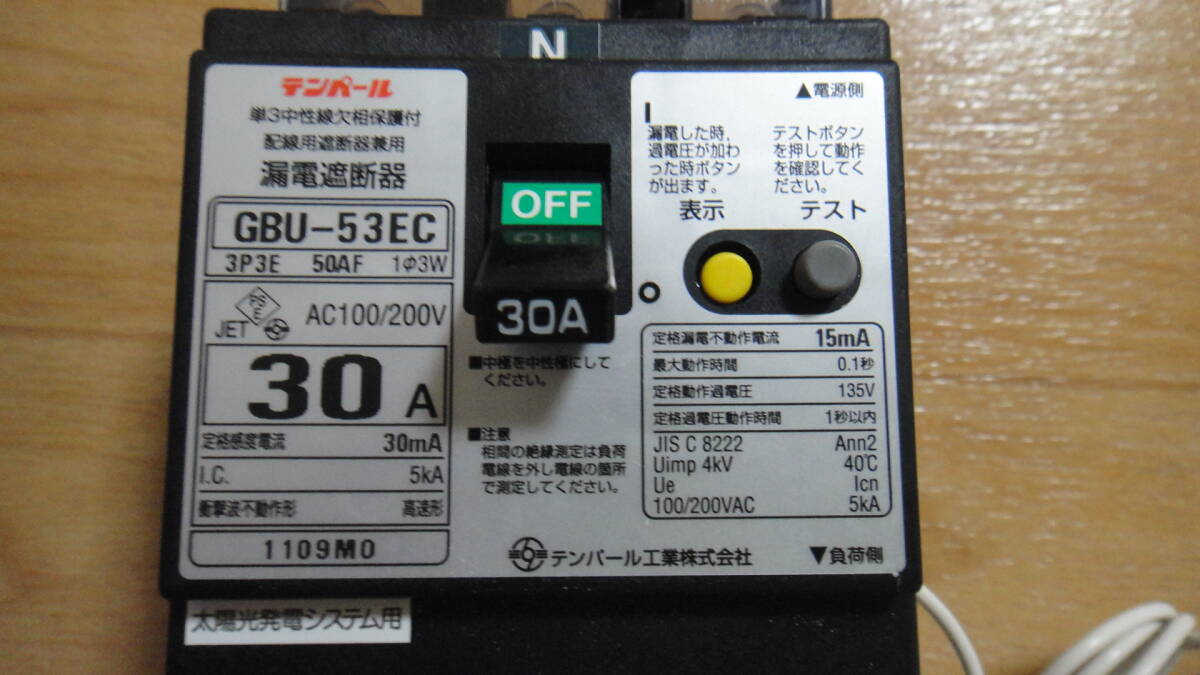 N
テンパール
単3中性線欠相保護付
配線用遮断器兼用
漏電遮断器
GBU-53EC
3P3E 50AF 1φ3W
PS
E
JET
AC100/200V
30 A
定格感度電流 30mA
I.C. 5kA
衝撃波不動作形 高速形
1109M0
OFF
30A
■中極を中性極にして
ください。
■注意
相間の絶縁測定は負荷
電線を外し電線の箇所
で測定してください。
▲電源側
I
漏電した時、
過電圧が加わ
った時ボタン
が出ます。
テストボタン
を押して動作
を確認してく
ださい。
表示 テスト
O
定格漏電不動作電流 15mA
最大動作時間 0.1秒
定格動作過電圧 135V
定格過電圧動作時間 1秒以内
JIS C 8222 Ann2
Uimp 4kV 40℃
Ue Icn
100/200VAC 5kA
テンパール工業株式会社
▼負荷側
太陽光発電システム用